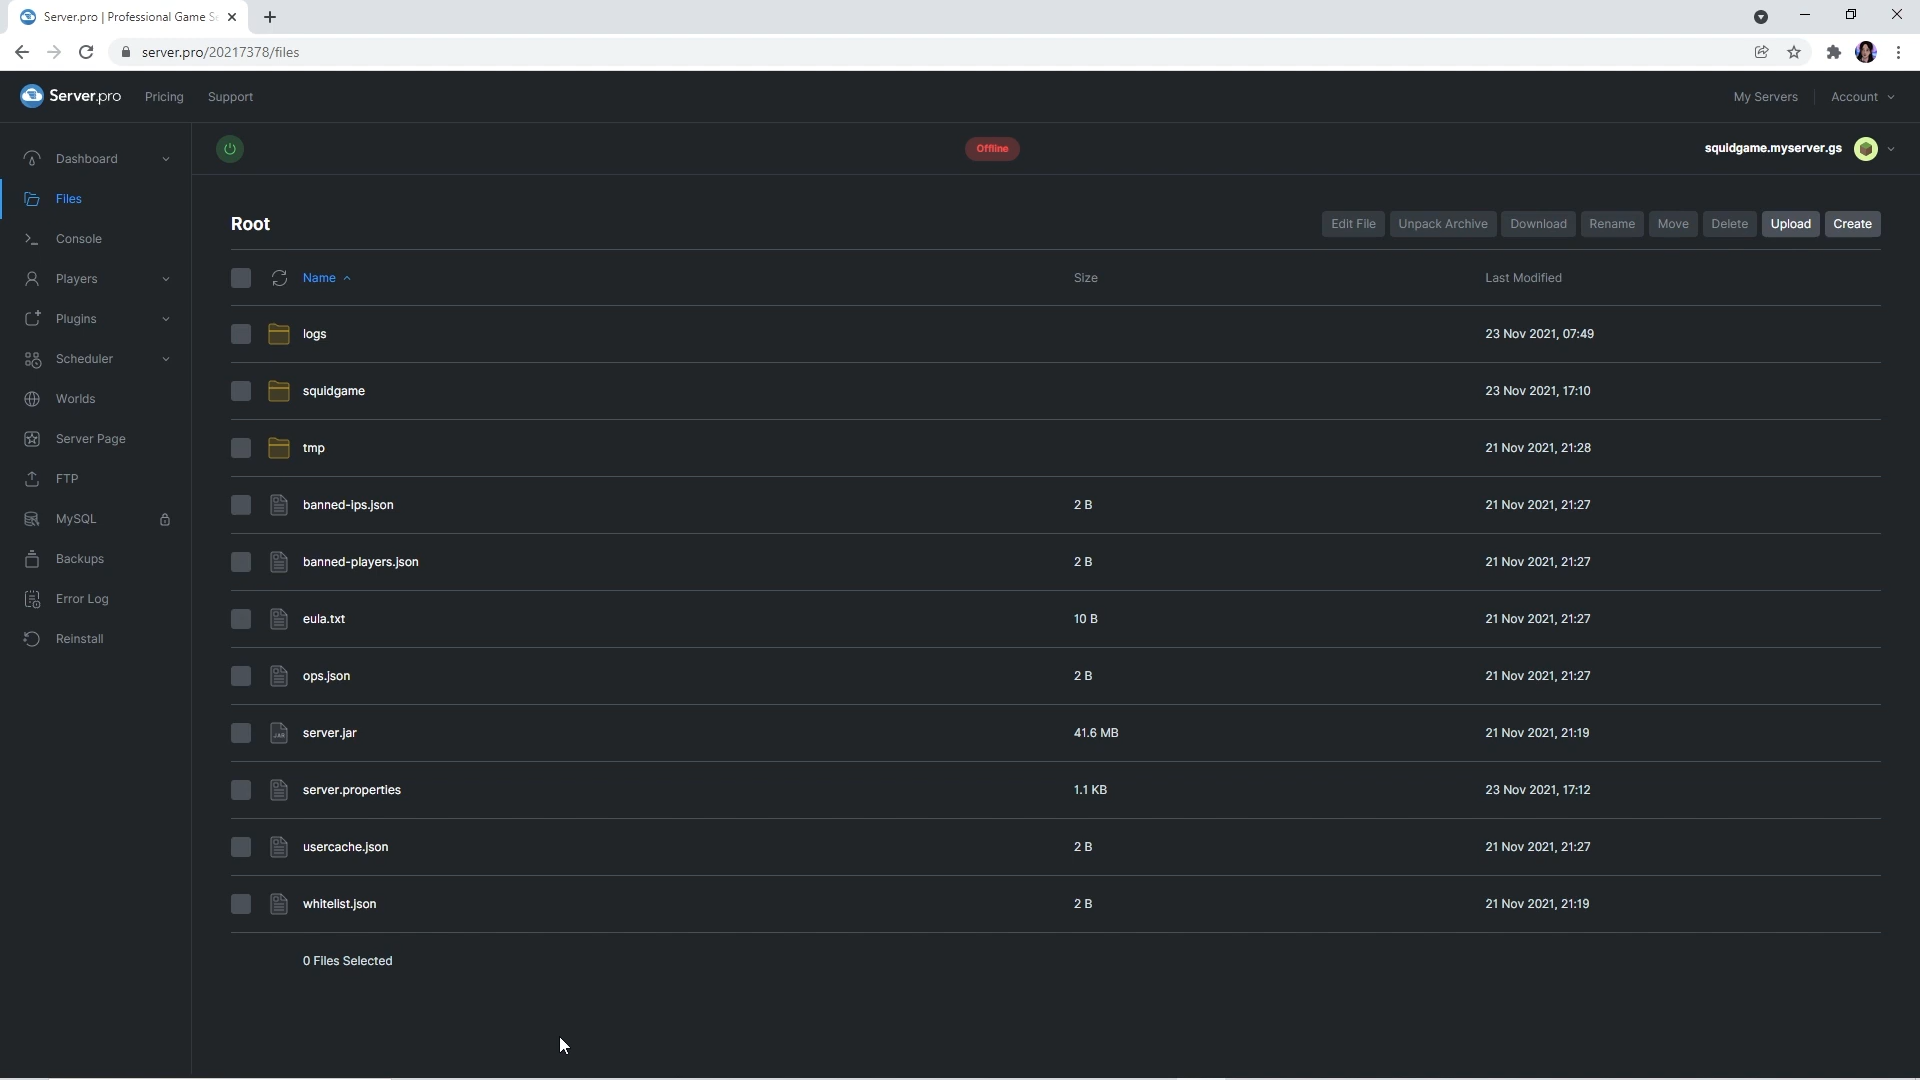 Server.pro | Professional Game S
server.pro/20217378/files
Server.pro Pricing Support My Servers Account
Dashboard
Files
Console
Players
Plugins
Scheduler
Worlds
Server Page
FTP
MySQL
Backups
Error Log
Reinstall
Offline squidgame.myserver.gs
Root Edit File Unpack Archive Download Rename Move Delete Upload Create
Name Size Last Modified
logs 23 Nov 2021, 07:49
squidgame 23 Nov 2021, 17:10
tmp 21 Nov 2021, 21:28
banned-ips.json 2 B 21 Nov 2021, 21:27
banned-players.json 2 B 21 Nov 2021, 21:27
eula.txt 10 B 21 Nov 2021, 21:27
ops.json 2 B 21 Nov 2021, 21:27
server.jar 41.6 MB 21 Nov 2021, 21:19
server.properties 1.1 KB 23 Nov 2021, 17:12
usercache.json 2 B 21 Nov 2021, 21:27
whitelist.json 2 B 21 Nov 2021, 21:19
0 Files Selected